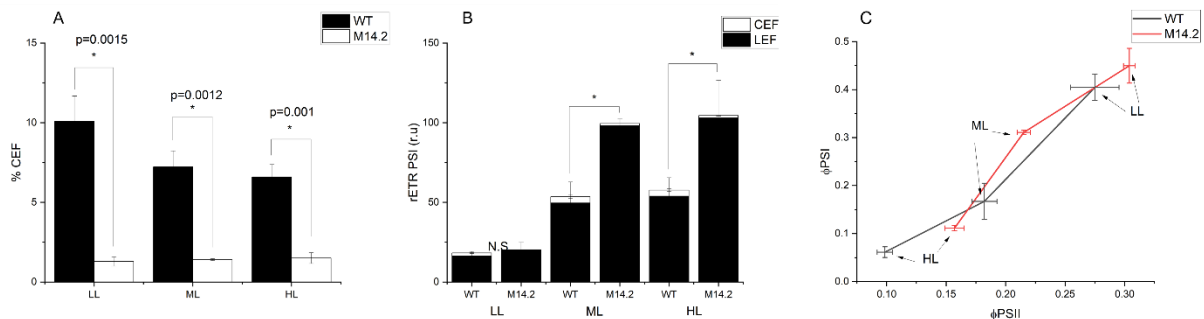 A
WT
M14.2
p=0.0015
*
p=0.0012
*
p=0.001
*
% CEF
15
10
5
0
LL
ML
HL
B
CEF
LEF
rETR PSI (r.u)
150
100
50
0
N.S
*
*
WT
M14.2
WT
M14.2
WT
M14.2
LL
ML
HL
C
WT
M14.2
ϕPSI
0.5
0.4
0.3
0.2
0.1
0.0
LL
ML
HL
0.10
0.15
0.20
0.25
0.30
ϕPSII